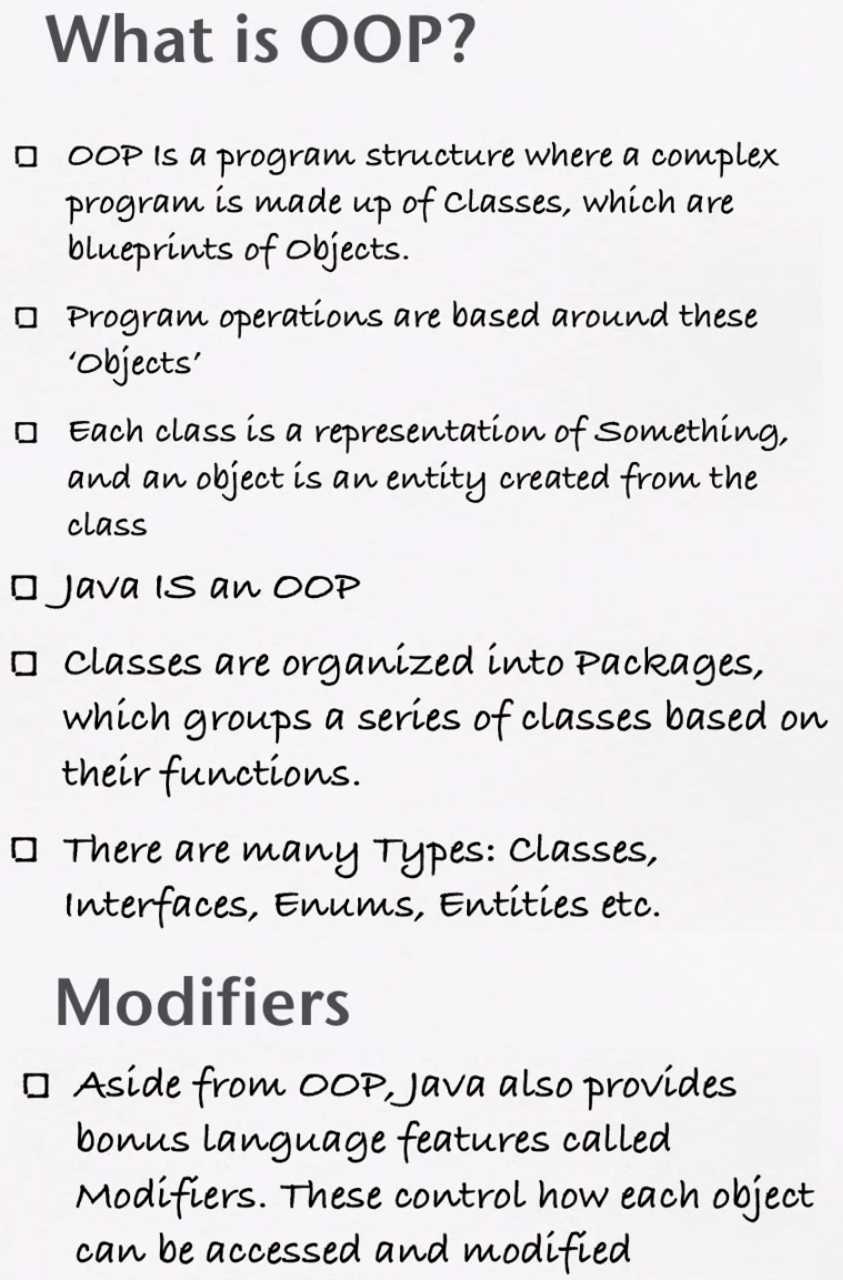 What is OOP?
OOP Is a program structure where a complex
program is made up of Classes, which are
blueprints of Objects.
Program operations are based around these
‘Objects’
Each class is a representation of Something,
and an object is an entity created from the
class
Java IS an OOP
Classes are organized into Packages,
which groups a series of classes based on
their functions.
There are many Types: Classes,
Interfaces, Enums, Entities etc.
Modifiers
Aside from OOP, Java also provides
bonus language features called
Modifiers. These control how each object
can be accessed and modified